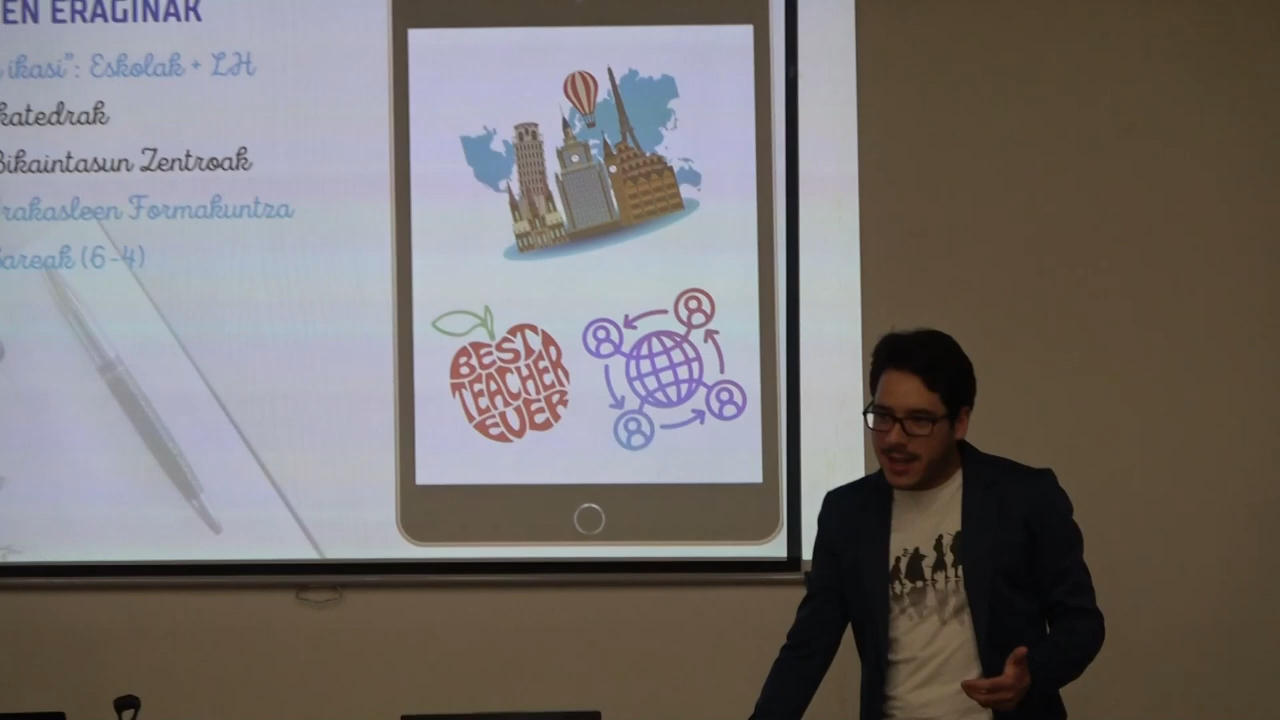 EN ERAGINAK
ikasi": Eskolak + LH
katedrak
Bikaintasun Zentroak
rakasleen Formakuntza
sareak (6-4)
BEST
TEACHER
EVER